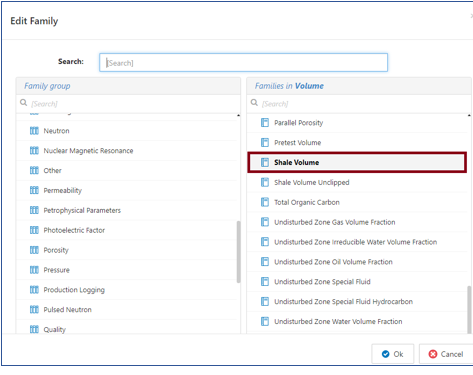 Edit Family
Search:
[Search]
Family group
[Search]
Neutron
Nuclear Magnetic Resonance
Other
Permeability
Petrophysical Parameters
Photoelectric Factor
Porosity
Pressure
Production Logging
Pulsed Neutron
Quality
Families in Volume
[Search]
Parallel Porosity
Pretest Volume
Shale Volume
Shale Volume Unclipped
Total Organic Carbon
Undisturbed Zone Gas Volume Fraction
Undisturbed Zone Irreducible Water Volume Fraction
Undisturbed Zone Oil Volume Fraction
Undisturbed Zone Special Fluid
Undisturbed Zone Special Fluid Hydrocarbon
Undisturbed Zone Water Volume Fraction
Ok
Cancel